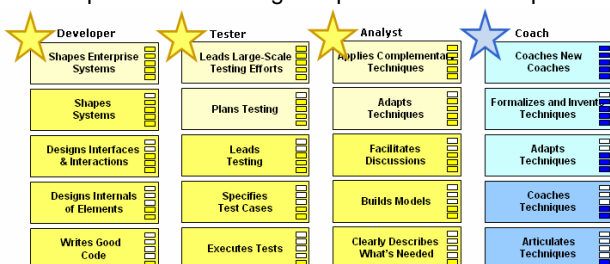 Developer
Tester
Analyst
Coach
Shapes Enterprise
Systems
Leads Large-Scale
Testing Efforts
Applies Complementary
Techniques
Coaches New
Coaches
Shapes
Systems
Plans Testing
Adapts
Techniques
Formalizes and Invents
Techniques
Designs Interfaces
& Interactions
Leads
Testing
Facilitates
Discussions
Adapts
Techniques
Designs Internals
of Elements
Specifies
Test Cases
Builds Models
Coaches
Techniques
Writes Good
Code
Executes Tests
Clearly Describes
What's Needed
Articulates
Techniques